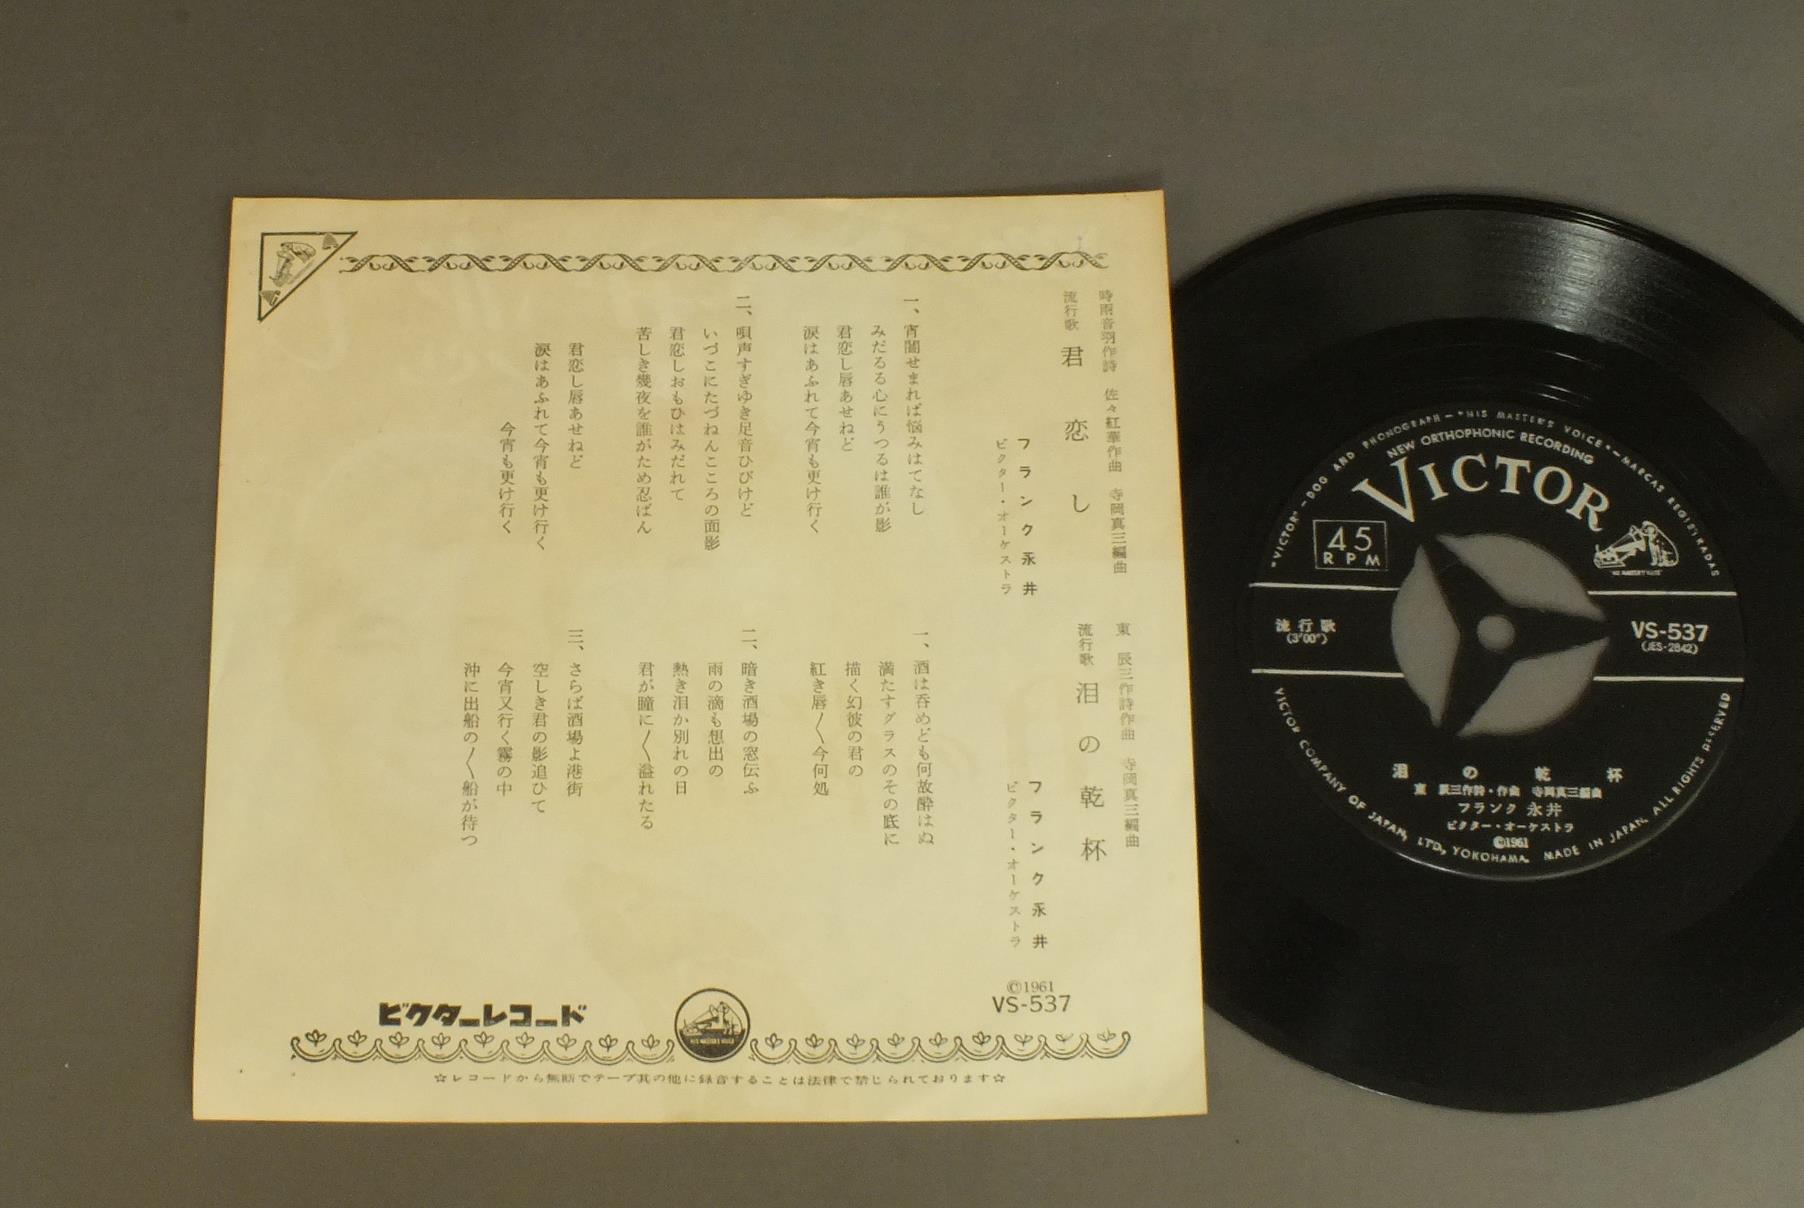 時雨音羽作詩　佐々紅華作曲　寺岡真三編曲
流行歌　君恋し
フランク永井
ビクター・オーケストラ
一、宵闇せまれば悩みはてなし
みだるる心にうつるは誰が影
君恋し唇あせねど
涙はあふれて今宵も更け行く
二、唄声すぎゆき足音ひびけど
いづこにたづねんこころの面影
君恋しおもひはみだれて
苦しき幾夜を誰がため忍ばん
君恋し唇あせねど
涙はあふれて今宵も更け行く
今宵も更け行く
東　辰三作詩作曲　寺岡真三編曲
流行歌　泪の乾杯
フランク永井
ビクター・オーケストラ
一、酒は呑めども何故酔はぬ
満たすグラスのその底に
描く幻彼の君の
紅き唇〳〵今何処
二、暗き酒場の窓伝ふ
雨の滴も想出の
熱き泪か別れの日
君が瞳に〳〵溢れたる
三、さらば酒場よ港街
空しき君の影追ひて
今宵又行く霧の中
沖に出船の〳〵船が待つ
©1961
VS-537
ビクターレコード
HIS MASTER'S VOICE
☆レコードから無断でテープ其の他に録音することは法律で禁じられております☆
"VICTOR"—DOG AND PHONOGRAPH—"HIS MASTER'S VOICE"—MARCAS REGISTRADAS
NEW ORTHOPHONIC RECORDING
VICTOR
45
RPM
HIS MASTER'S VOICE
流行歌
(3'00")
VS-537
(JES-2842)
泪の乾杯
東　辰三作詩・作曲　寺岡真三編曲
フランク永井
ビクター・オーケストラ
©1961
VICTOR COMPANY OF JAPAN, LTD., YOKOHAMA. MADE IN JAPAN. ALL RIGHTS RESERVED